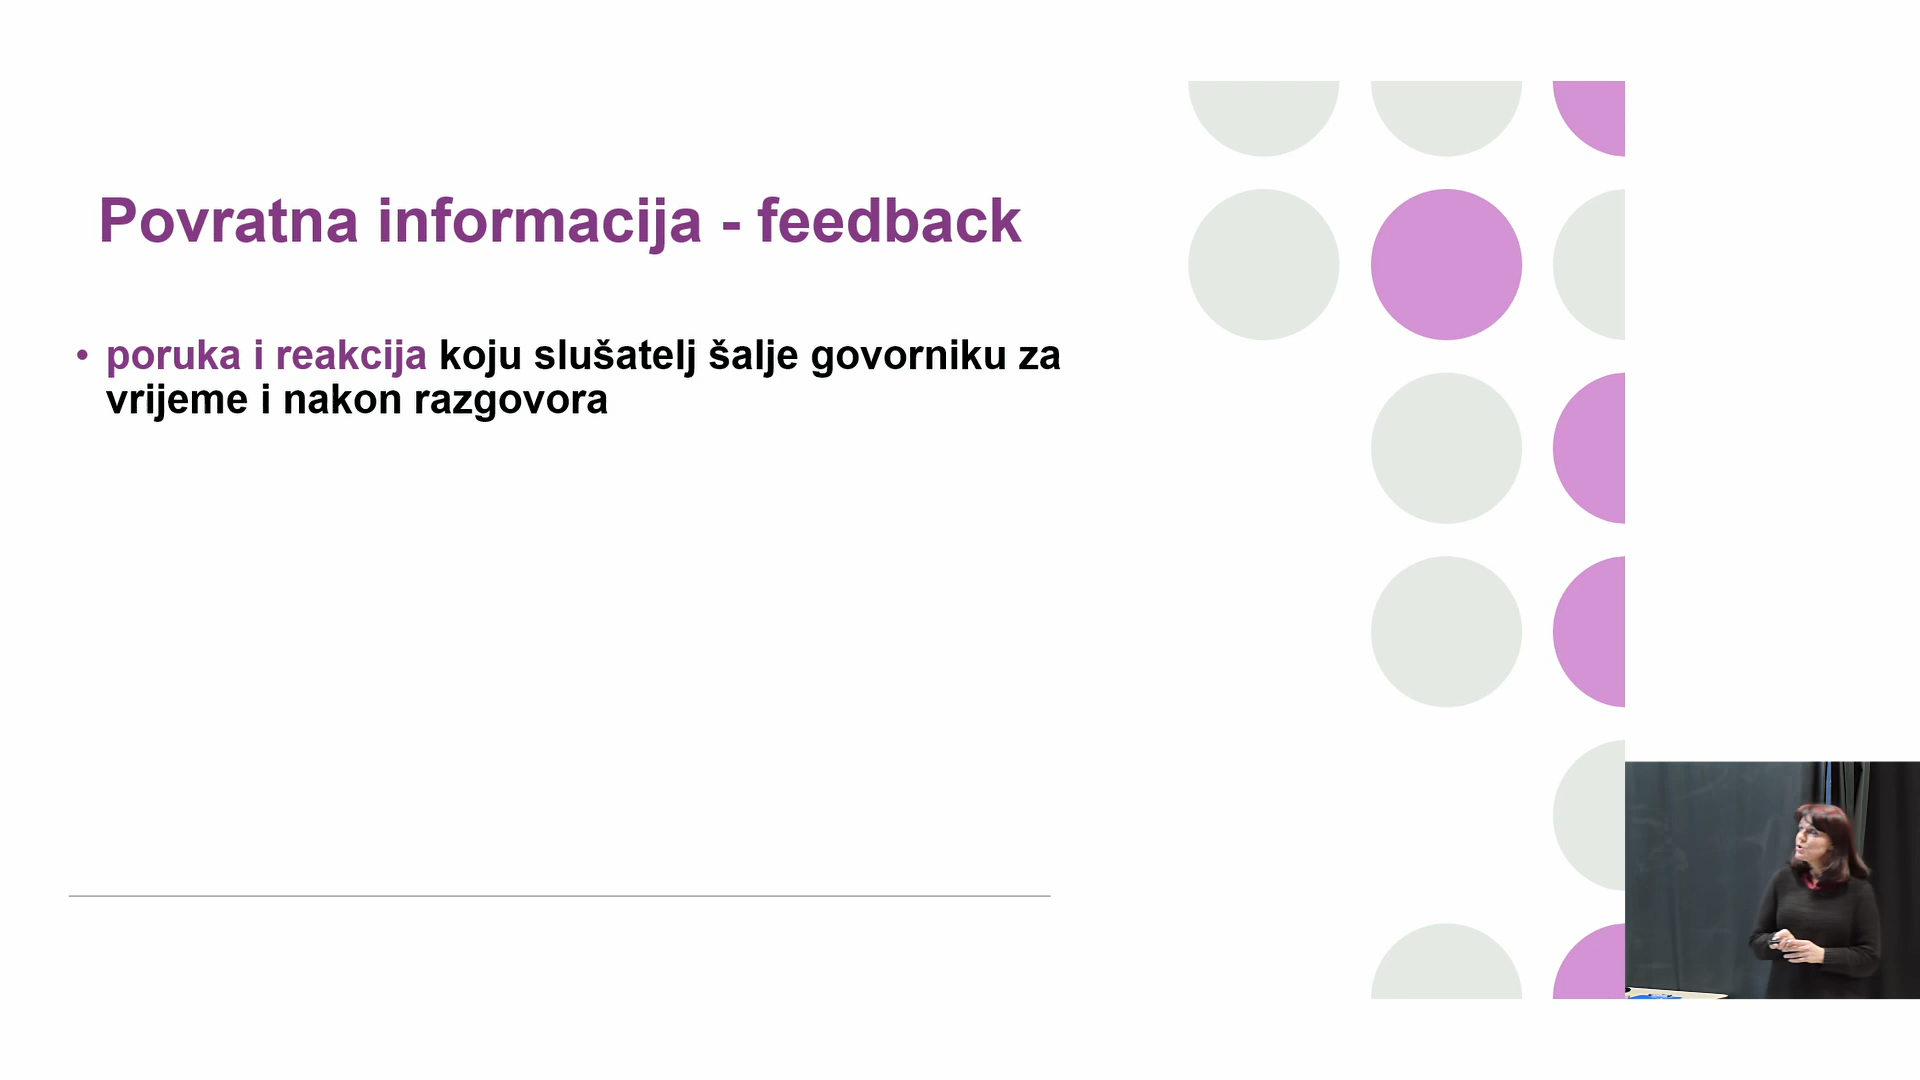 Povratna informacija - feedback
• poruka i reakcija koju slušatelj šalje govorniku za
vrijeme i nakon razgovora